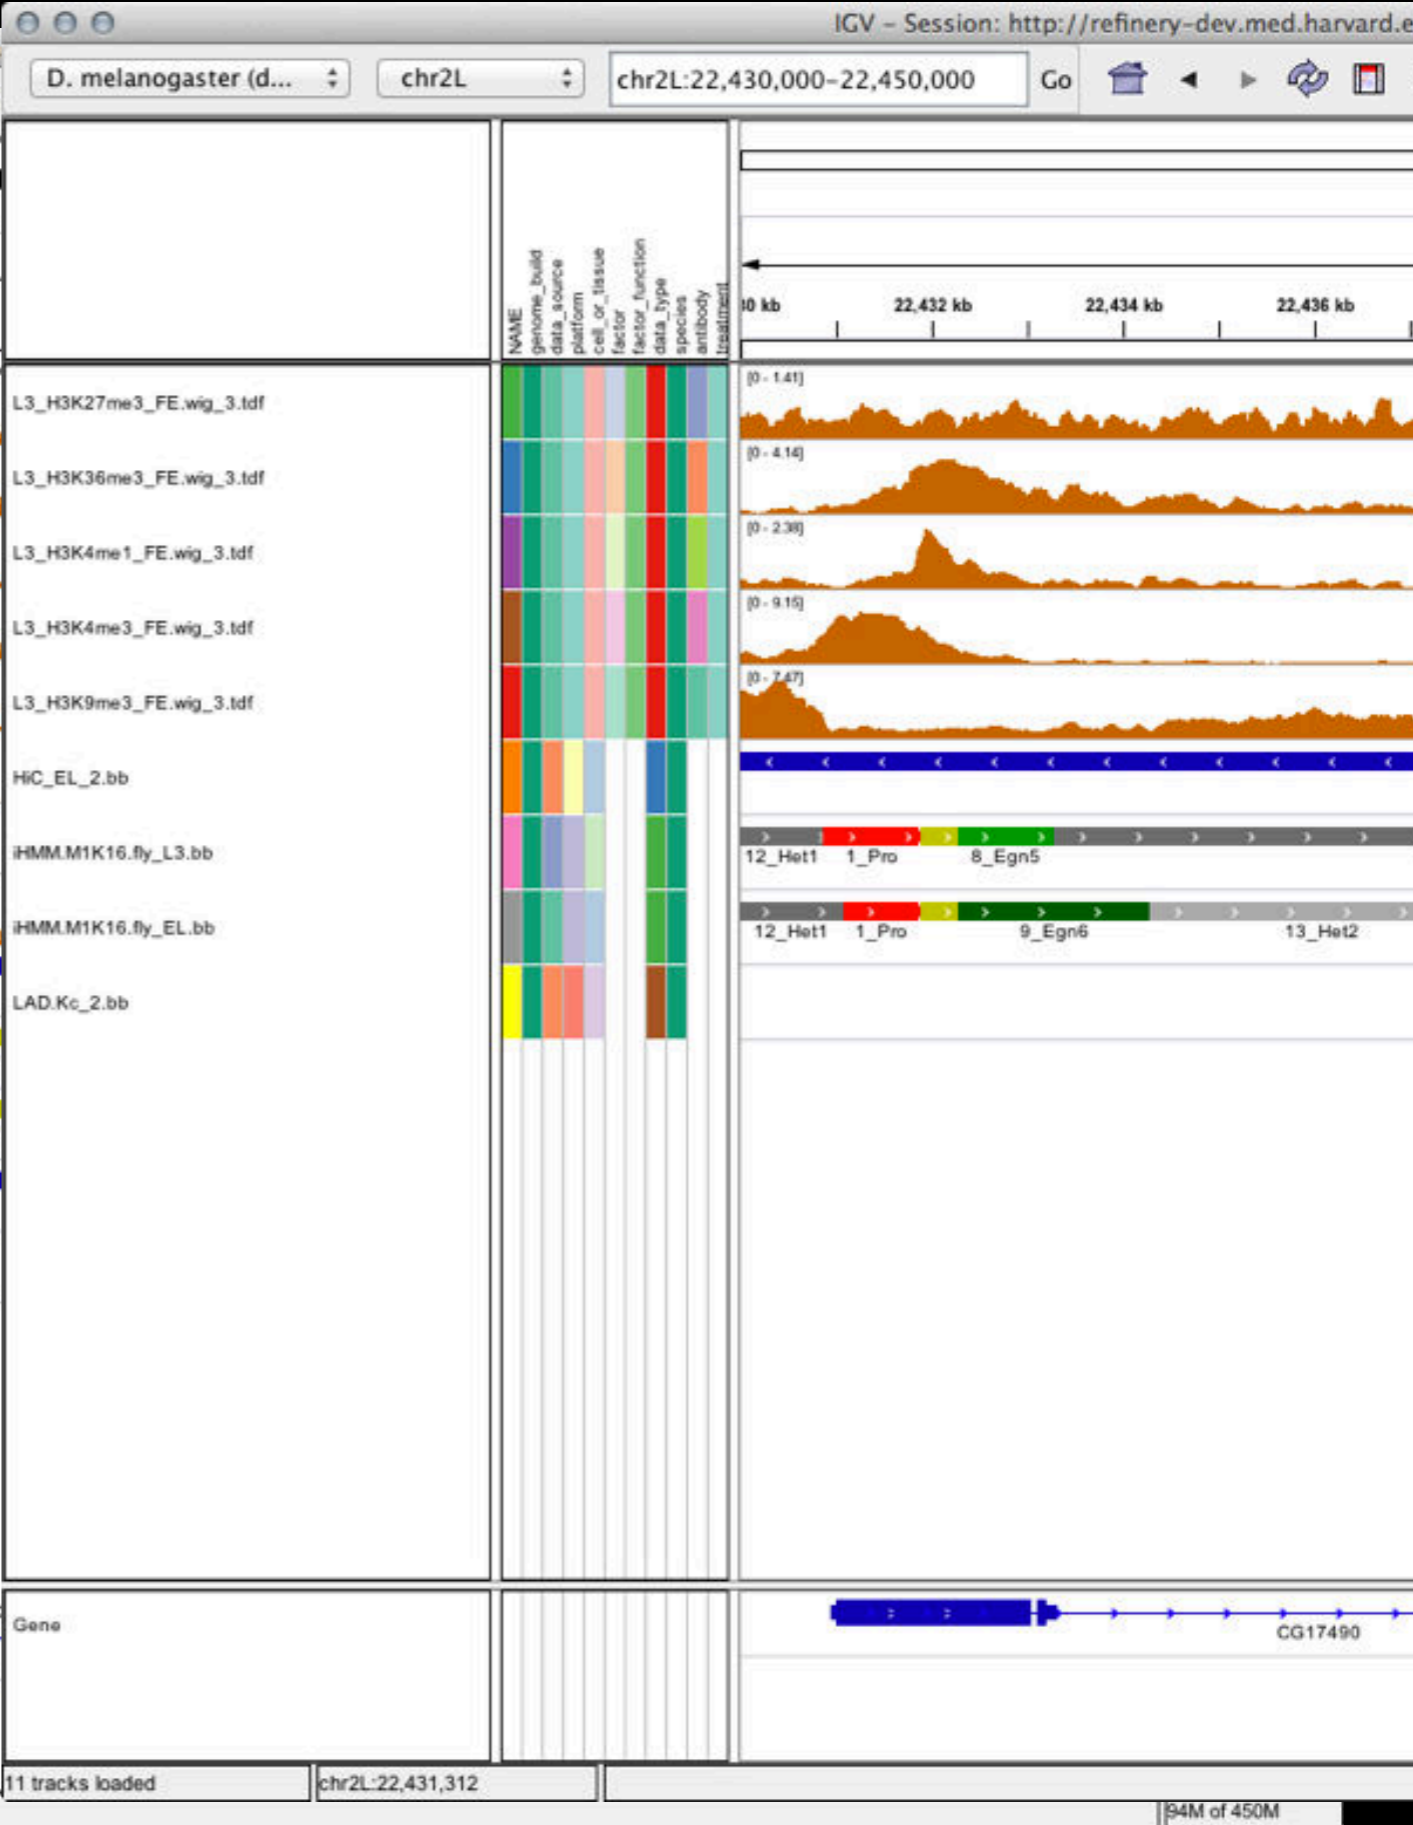 IGV – Session: http://refinery-dev.med.harvard.e
D. melanogaster (d...
chr2L
chr2L:22,430,000-22,450,000
Go
NAME
genome_build
data_source
platform
cell_or_tissue
factor
factor_function
data_type
species
antibody
treatment
30 kb
22,432 kb
22,434 kb
22,436 kb
L3_H3K27me3_FE.wig_3.tdf
[0 - 1.41]
L3_H3K36me3_FE.wig_3.tdf
[0 - 4.14]
L3_H3K4me1_FE.wig_3.tdf
[0 - 2.38]
L3_H3K4me3_FE.wig_3.tdf
[0 - 9.15]
L3_H3K9me3_FE.wig_3.tdf
[0 - 7.47]
HiC_EL_2.bb
iHMM.M1K16.fly_L3.bb
12_Het1 1_Pro 8_Egn5
iHMM.M1K16.fly_EL.bb
12_Het1 1_Pro 9_Egn6 13_Het2
LAD.Kc_2.bb
Gene
CG17490
11 tracks loaded
chr2L:22,431,312
94M of 450M